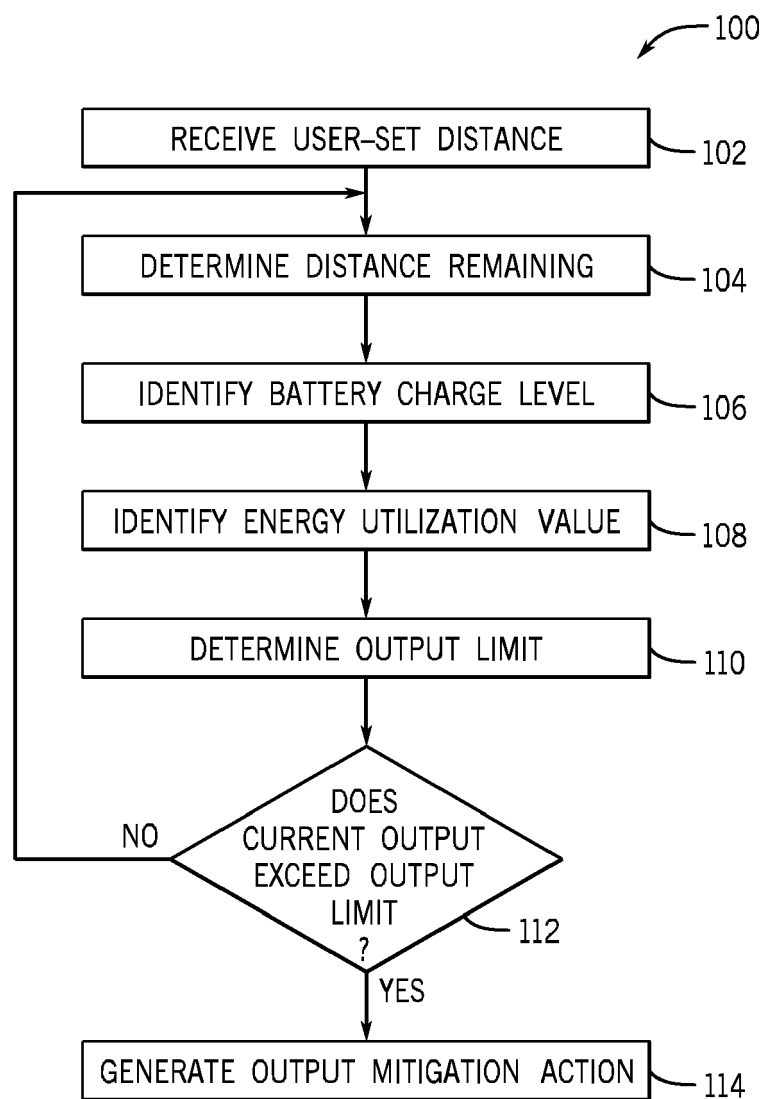 100
RECEIVE USER–SET DISTANCE
102
DETERMINE DISTANCE REMAINING
104
IDENTIFY BATTERY CHARGE LEVEL
106
IDENTIFY ENERGY UTILIZATION VALUE
108
DETERMINE OUTPUT LIMIT
110
DOES
NO
CURRENT OUTPUT
EXCEED OUTPUT
LIMIT
112
?
YES
GENERATE OUTPUT MITIGATION ACTION
114